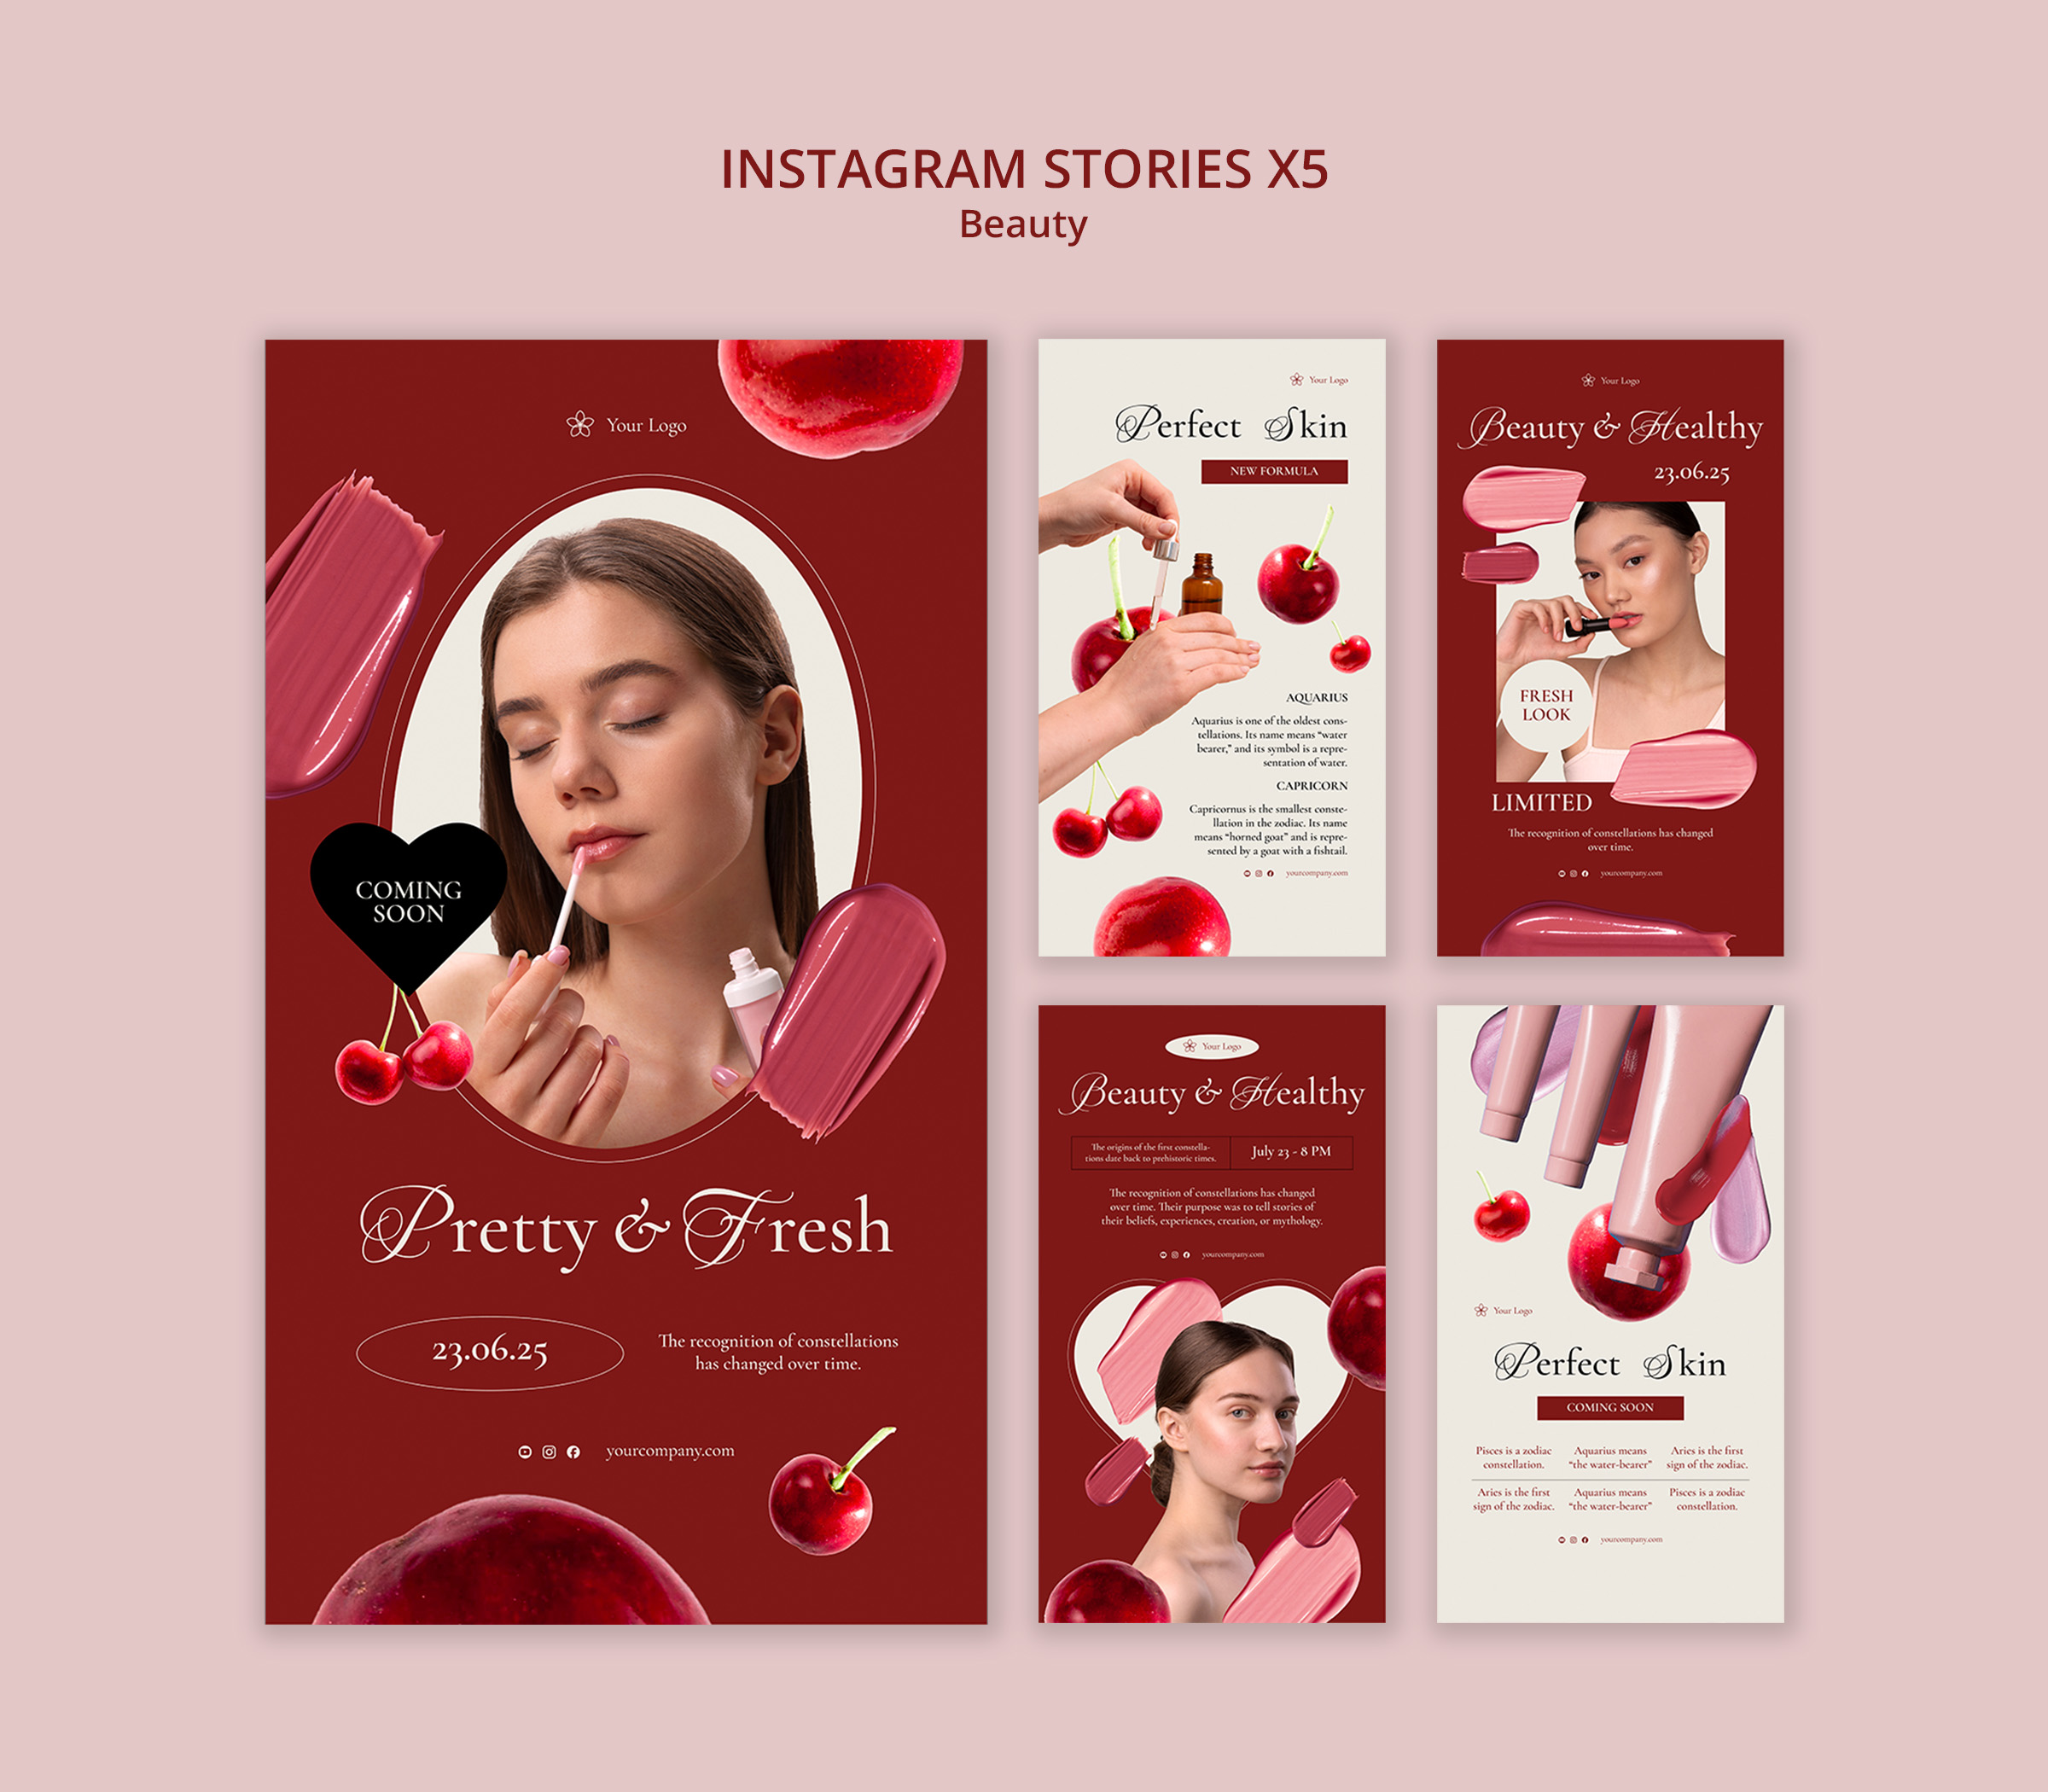 INSTAGRAM STORIES X5
Beauty
Your Logo
COMING
SOON
Pretty & Fresh
23.06.25
The recognition of constellations
has changed over time.
yourcompany.com
Your Logo
Perfect Skin
NEW FORMULA
AQUARIUS
Aquarius is one of the oldest cons-
tellations. Its name means “water
bearer,” and its symbol is a repre-
sentation of water.
CAPRICORN
Capricornus is the smallest conste-
llation in the zodiac. Its name
means “horned goat” and is repre-
sented by a goat with a fishtail.
yourcompany.com
Your Logo
Beauty & Healthy
23.06.25
FRESH
LOOK
LIMITED
The recognition of constellations has changed
over time.
yourcompany.com
Your Logo
Beauty & Healthy
The origins of the first constella-
tions date back to prehistoric times.
July 23 - 8 PM
The recognition of constellations has changed
over time. Their purpose was to tell stories of
their beliefs, experiences, creation, or mythology.
yourcompany.com
Your Logo
Perfect Skin
COMING SOON
Pisces is a zodiac
constellation.
Aquarius means
“the water-bearer”
Aries is the first
sign of the zodiac.
Aries is the first
sign of the zodiac.
Aquarius means
“the water-bearer”
Pisces is a zodiac
constellation.
yourcompany.com